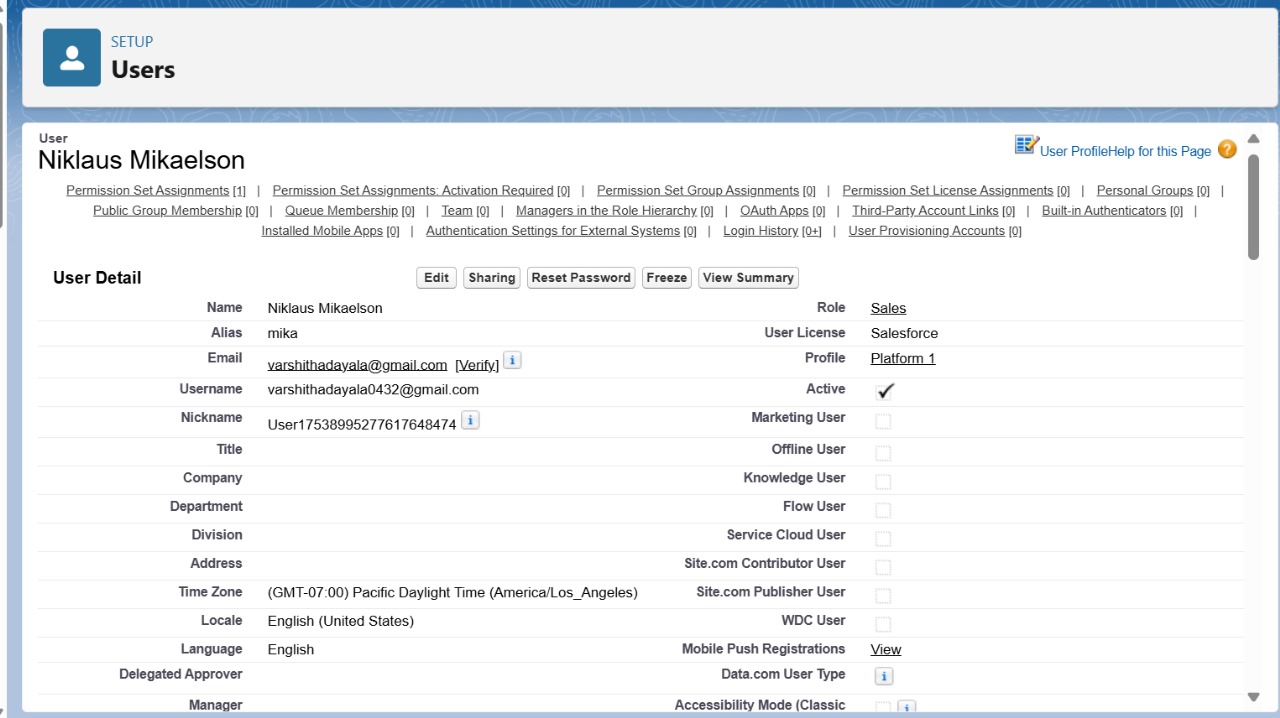 SETUP
Users
User
Niklaus Mikaelson
User Profile Help for this Page ?
Permission Set Assignments [1] | Permission Set Assignments: Activation Required [0] | Permission Set Group Assignments [0] | Permission Set License Assignments [0] | Personal Groups [0] |
Public Group Membership [0] | Queue Membership [0] | Team [0] | Managers in the Role Hierarchy [0] | OAuth Apps [0] | Third-Party Account Links [0] | Built-in Authenticators [0] |
Installed Mobile Apps [0] | Authentication Settings for External Systems [0] | Login History [0+] | User Provisioning Accounts [0]
User Detail Edit Sharing Reset Password Freeze View Summary
Name Niklaus Mikaelson Role Sales
Alias mika User License Salesforce
Email varshithadayala@gmail.com [Verify] i Profile Platform 1
Username varshithadayala0432@gmail.com Active
Nickname User17538995277617648474 i Marketing User
Title Offline User
Company Knowledge User
Department Flow User
Division Service Cloud User
Address Site.com Contributor User
Time Zone (GMT-07:00) Pacific Daylight Time (America/Los_Angeles) Site.com Publisher User
Locale English (United States) WDC User
Language English Mobile Push Registrations View
Delegated Approver Data.com User Type i
Manager Accessibility Mode (Classic i